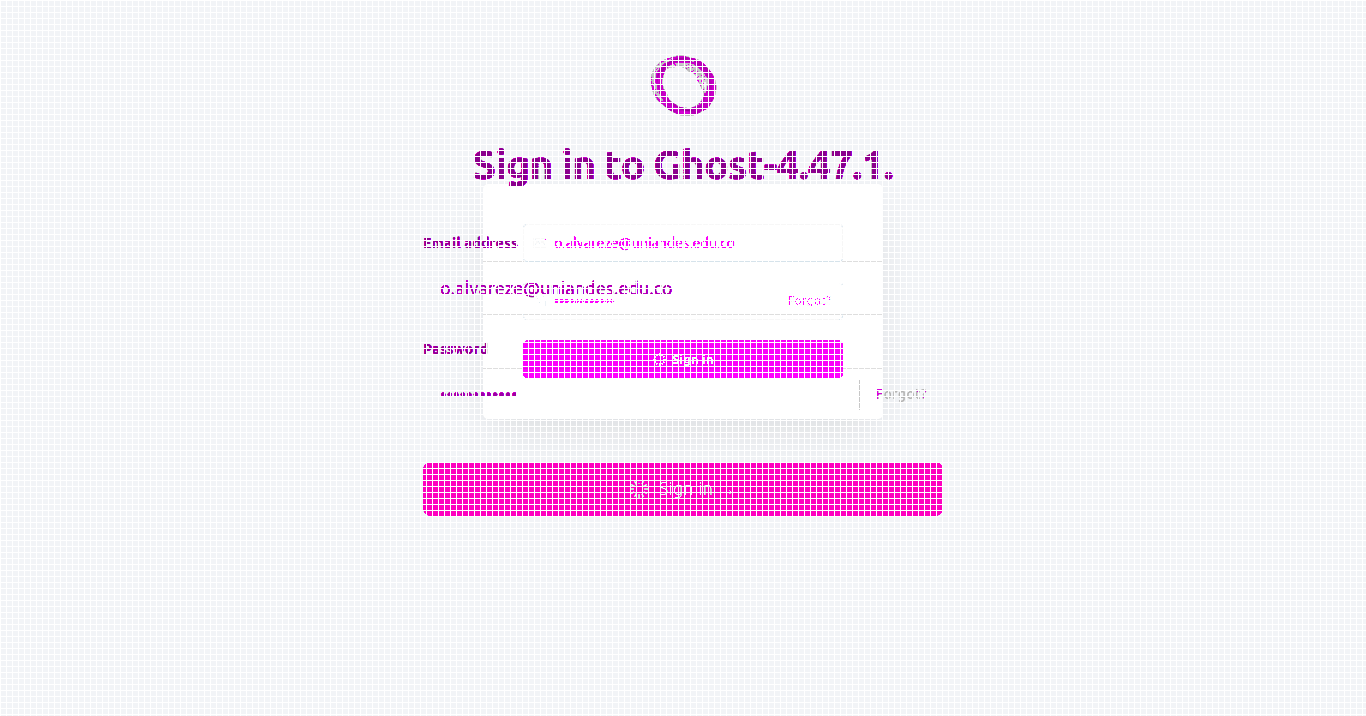 Sign in to Ghost-4.47.1.
Email address
o.alvareze@uniandes.edu.co
o.alvareze@uniandes.edu.co
Forgot?
Password
Sign in
Forgot?
Sign in